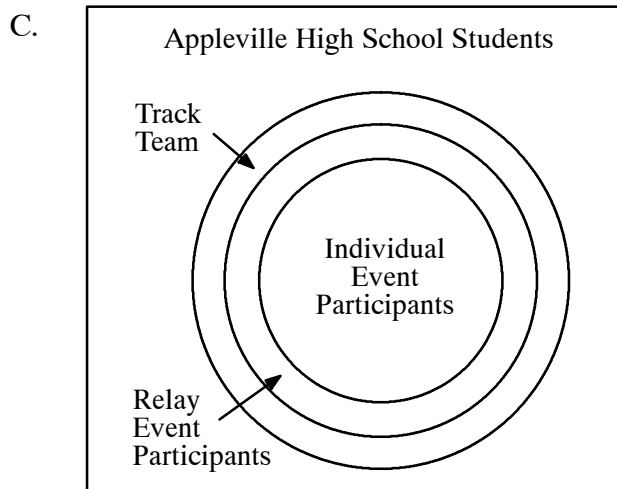 C.
Appleville High School Students
Track
Team
Individual
Event
Participants
Relay
Event
Participants